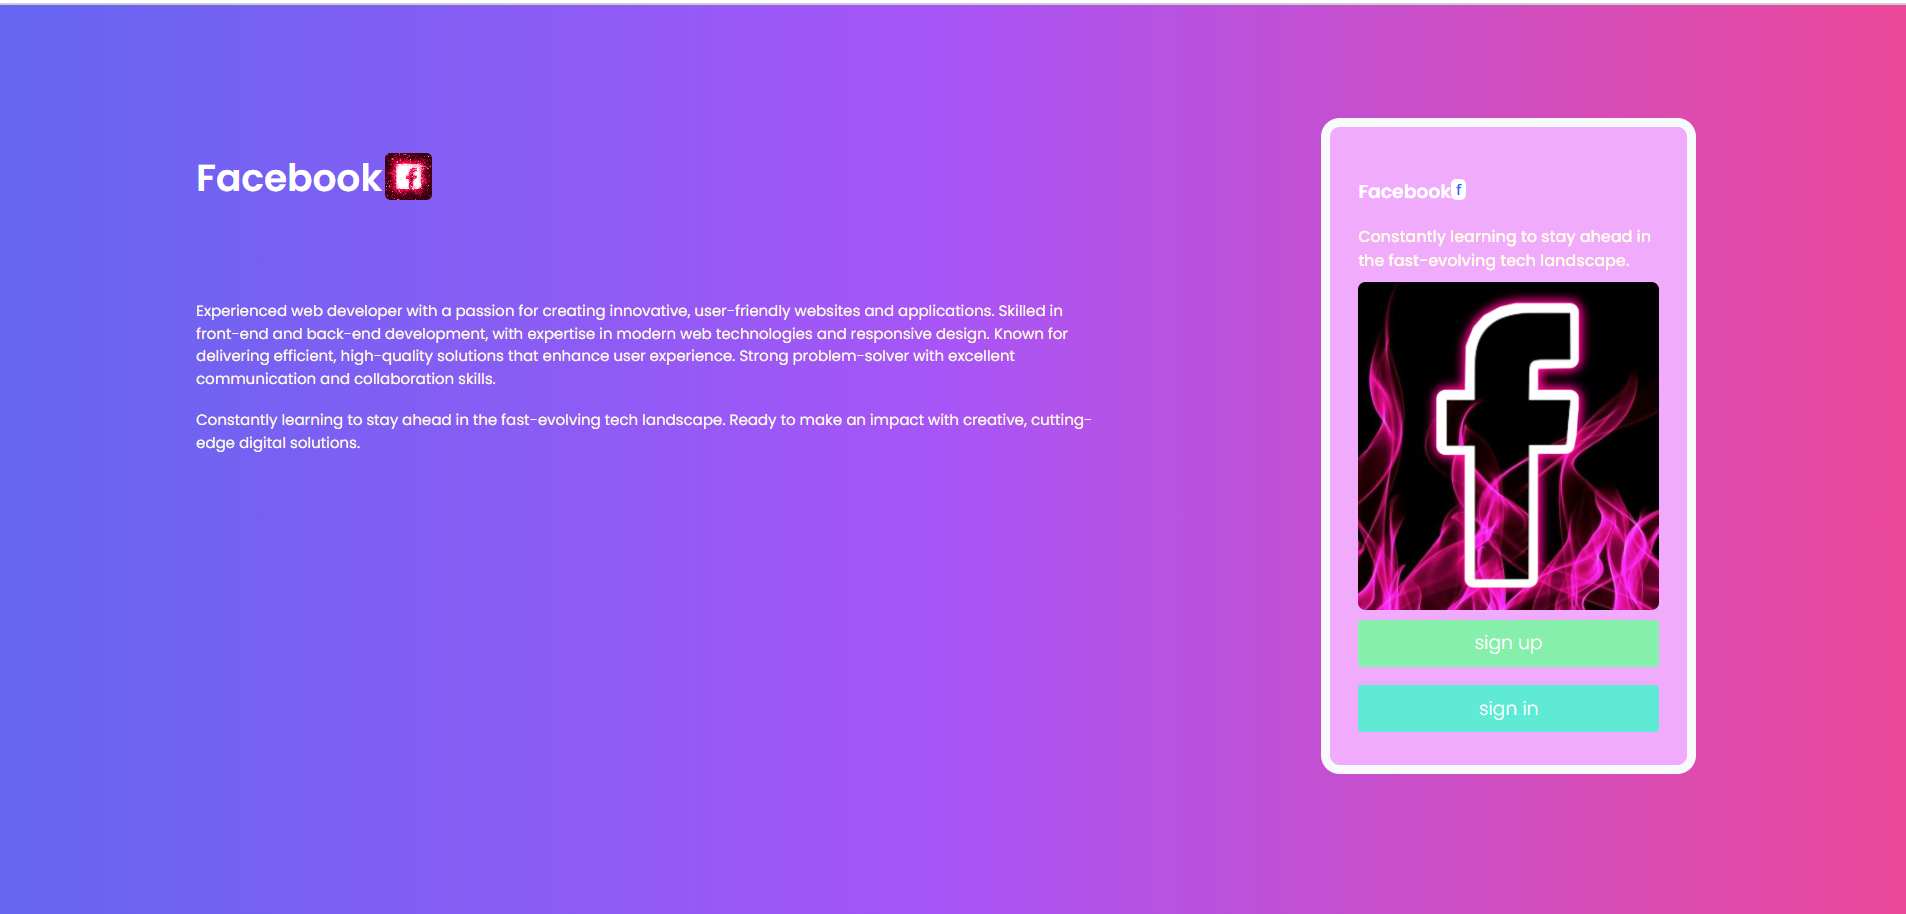 Facebook f
Experienced web developer with a passion for creating innovative, user-friendly websites and applications. Skilled in
front-end and back-end development, with expertise in modern web technologies and responsive design. Known for
delivering efficient, high-quality solutions that enhance user experience. Strong problem-solver with excellent
communication and collaboration skills.
Constantly learning to stay ahead in the fast-evolving tech landscape. Ready to make an impact with creative, cutting-
edge digital solutions.
Facebook f
Constantly learning to stay ahead in
the fast-evolving tech landscape.
f
sign up
sign in